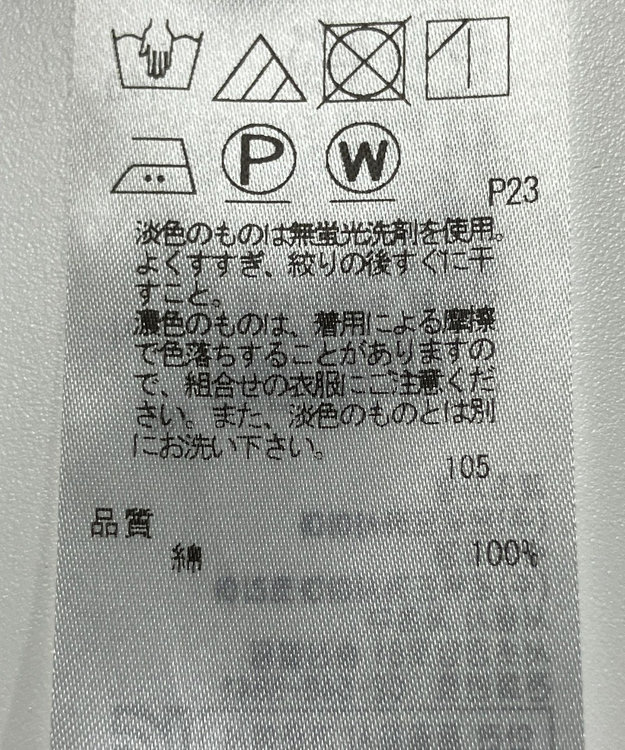 P W
P23
淡色のものは無蛍光洗剤を使用。
よくすすぎ、絞りの後すぐに干
すこと。
濃色のものは、着用による摩擦
で色落ちすることがありますの
で、組合せの衣服にご注意くだ
さい。また、淡色のものとは別
にお洗い下さい。
105
品質
綿 100%